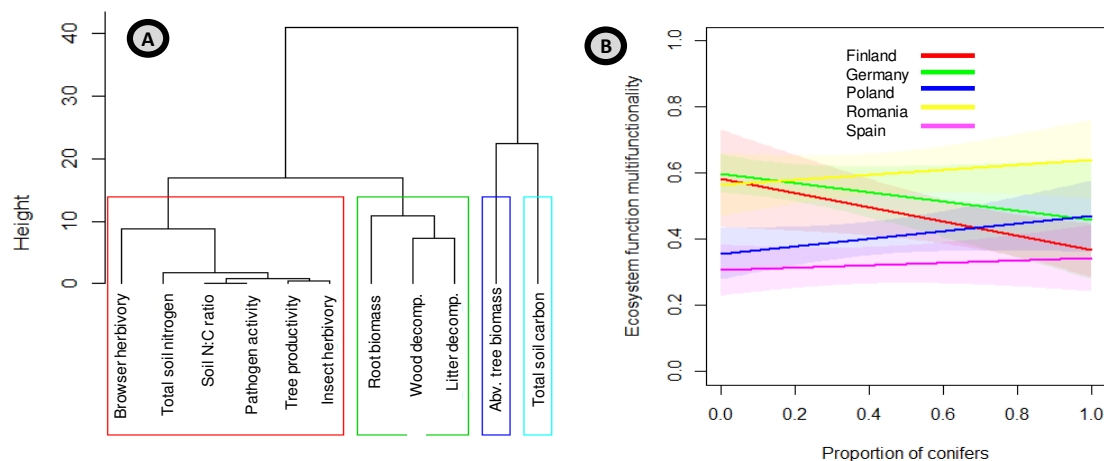 A
Height
40
30
20
10
0
Browser herbivory
Total soil nitrogen
Soil N:C ratio
Pathogen activity
Tree productivity
Insect herbivory
Root biomass
Wood decomp.
Litter decomp.
Abv. tree biomass
Total soil carbon
B
Ecosystem function multifunctionality
1.0
0.8
0.6
0.4
0.2
0.0
Finland
Germany
Poland
Romania
Spain
0.0 0.2 0.4 0.6 0.8 1.0
Proportion of conifers